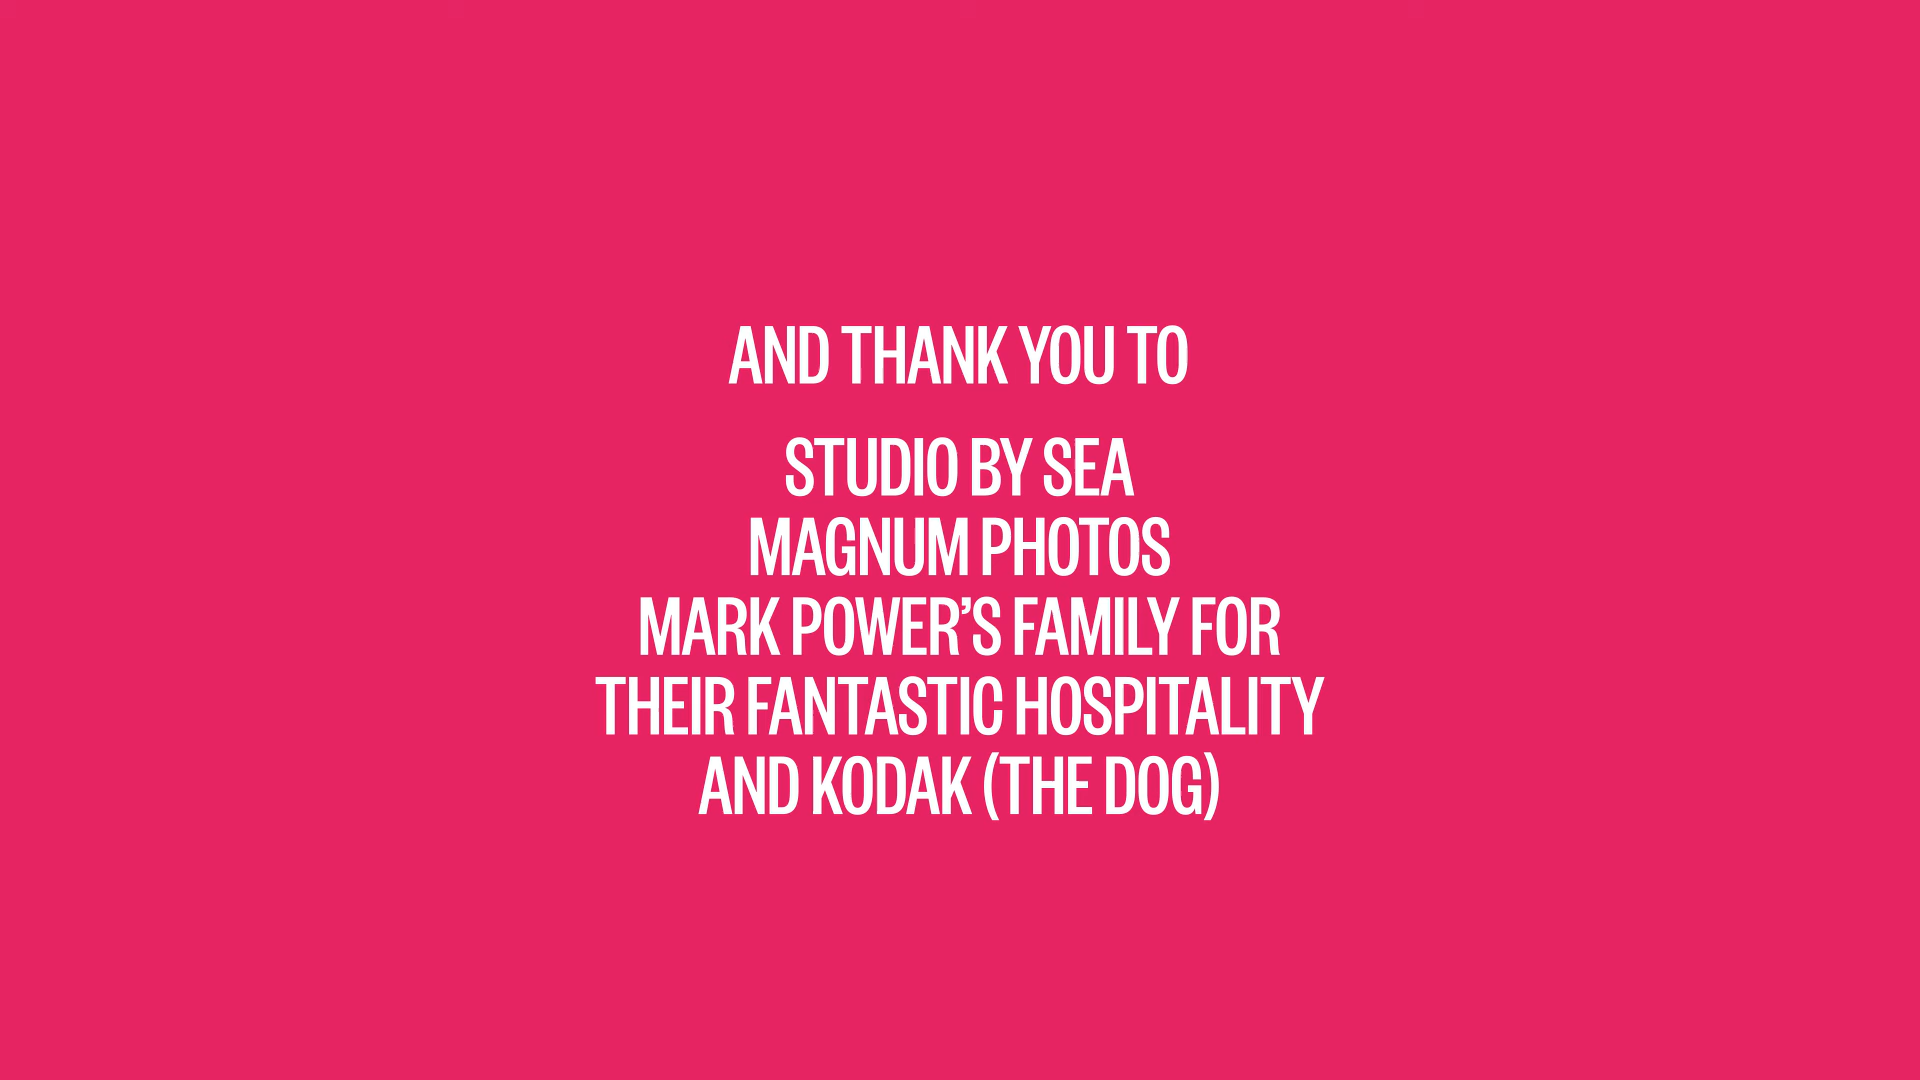 AND THANK YOU TO
STUDIO BY SEA
MAGNUM PHOTOS
MARK POWER’S FAMILY FOR
THEIR FANTASTIC HOSPITALITY
AND KODAK (THE DOG)